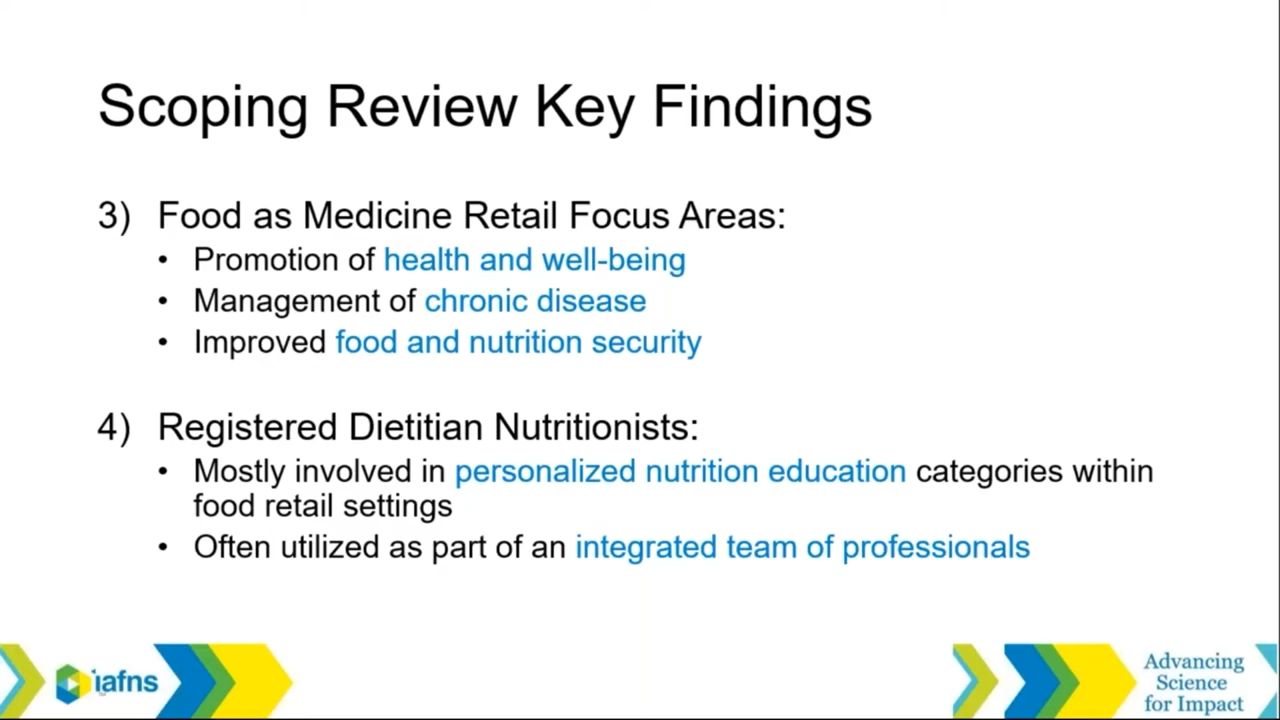 Scoping Review Key Findings
3) Food as Medicine Retail Focus Areas:
• Promotion of health and well-being
• Management of chronic disease
• Improved food and nutrition security
4) Registered Dietitian Nutritionists:
• Mostly involved in personalized nutrition education categories within
food retail settings
• Often utilized as part of an integrated team of professionals
iafns
Advancing
Science
for Impact